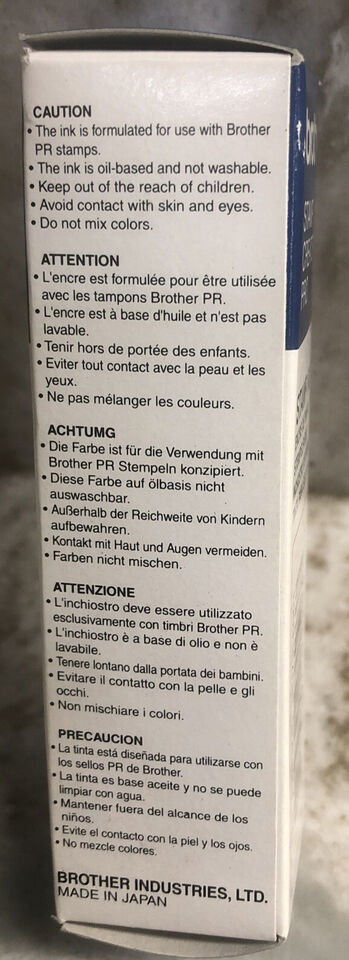 CAUTION
• The ink is formulated for use with Brother
PR stamps.
• The ink is oil-based and not washable.
• Keep out of the reach of children.
• Avoid contact with skin and eyes.
• Do not mix colors.
ATTENTION
• L'encre est formulée pour être utilisée
avec les tampons Brother PR.
• L'encre est à base d'huile et n'est pas
lavable.
• Tenir hors de portée des enfants.
• Eviter tout contact avec la peau et les
yeux.
• Ne pas mélanger les couleurs.
ACHTUMG
• Die Farbe ist für die Verwendung mit
Brother PR Stempeln konzipiert.
• Diese Farbe auf ölbasis nicht
auswaschbar.
• Außerhalb der Reichweite von Kindern
aufbewahren.
• Kontakt mit Haut und Augen vermeiden.
• Farben nicht mischen.
ATTENZIONE
• L'inchiostro deve essere utilizzato
esclusivamente con timbri Brother PR.
• L'inchiostro è a base di olio e non è
lavabile.
• Tenere lontano dalla portata dei bambini.
• Evitare il contatto con la pelle e gli
occhi.
• Non mischiare i colori.
PRECAUCION
• La tinta está diseñada para utilizarse con
los sellos PR de Brother.
• La tinta es base aceite y no se puede
limpiar con agua.
• Mantener fuera del alcance de los
niños.
• Evite el contacto con la piel y los ojos.
• No mezcle colores.
BROTHER INDUSTRIES, LTD.
MADE IN JAPAN